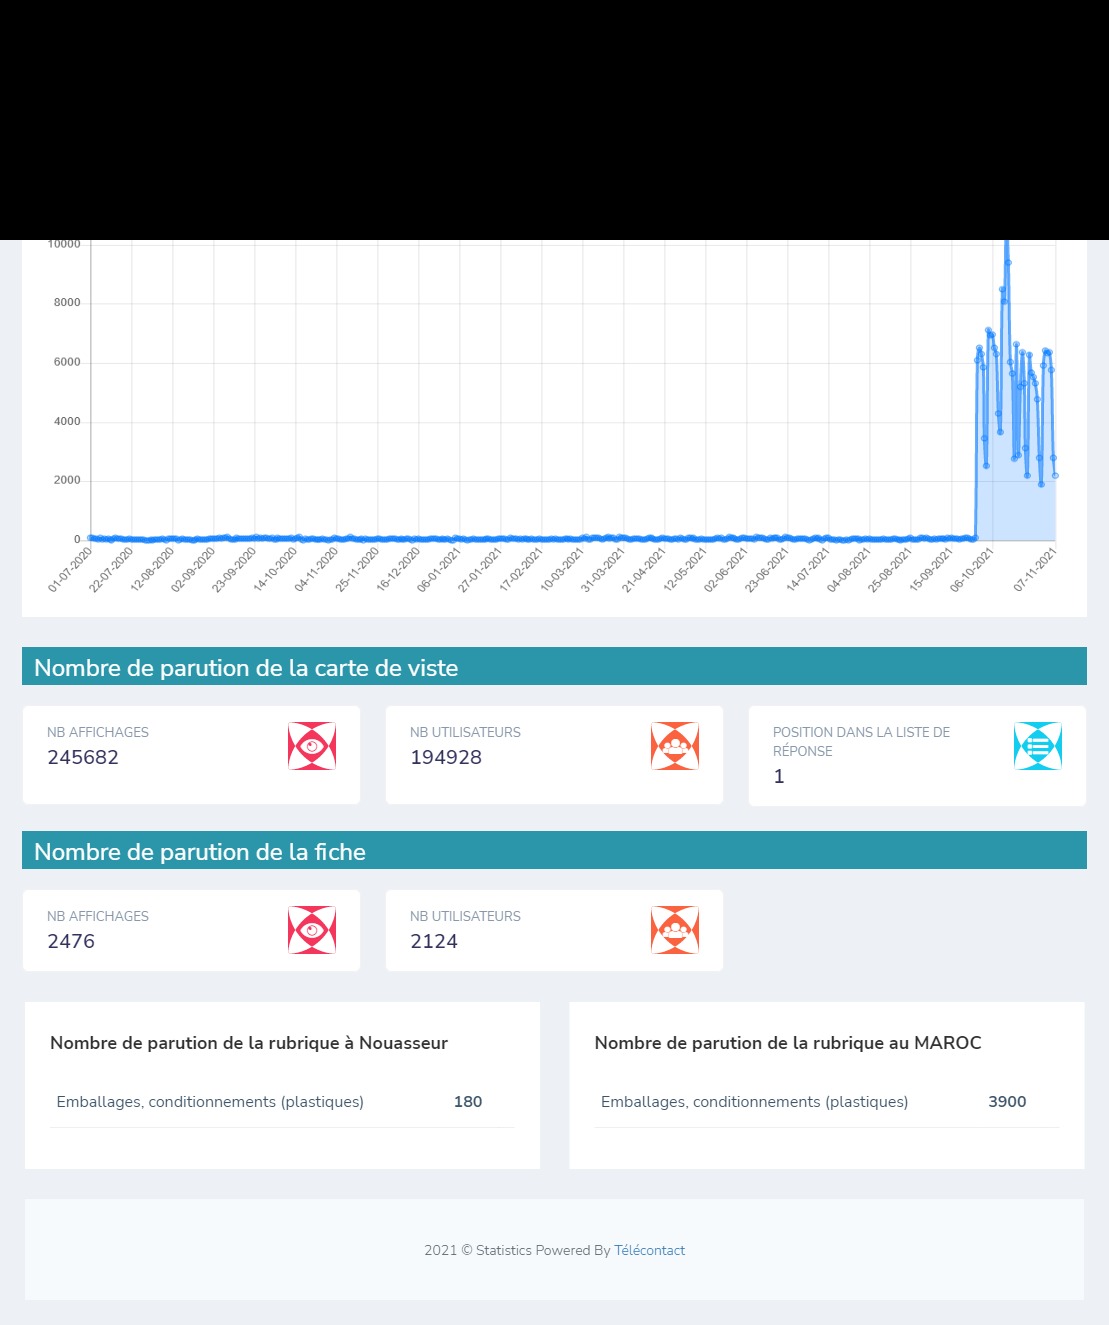 10000
8000
6000
4000
2000
0
01-07-2020
22-07-2020
12-08-2020
02-09-2020
23-09-2020
14-10-2020
04-11-2020
25-11-2020
16-12-2020
06-01-2021
27-01-2021
17-02-2021
10-03-2021
31-03-2021
21-04-2021
12-05-2021
02-06-2021
23-06-2021
14-07-2021
04-08-2021
25-08-2021
15-09-2021
06-10-2021
07-11-2021
Nombre de parution de la carte de viste
NB AFFICHAGES
245682
NB UTILISATEURS
194928
POSITION DANS LA LISTE DE
RÉPONSE
1
Nombre de parution de la fiche
NB AFFICHAGES
2476
NB UTILISATEURS
2124
Nombre de parution de la rubrique à Nouasseur
Emballages, conditionnements (plastiques) 180
Nombre de parution de la rubrique au MAROC
Emballages, conditionnements (plastiques) 3900
2021 © Statistics Powered By Télécontact